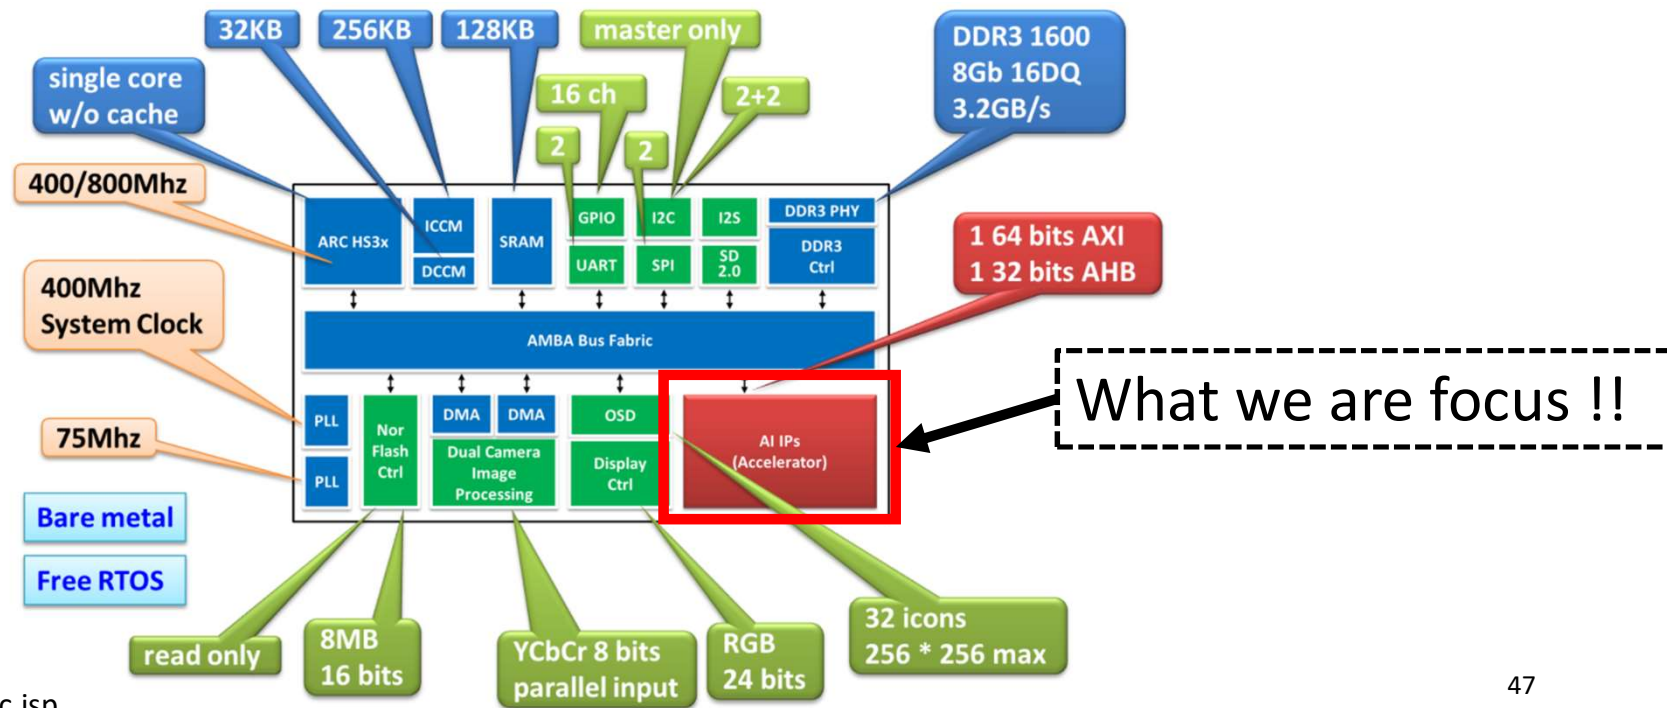 32KB
256KB
128KB
master only
DDR3 1600
8Gb 16DQ
3.2GB/s
single core
w/o cache
16 ch
2+2
2
2
400/800Mhz
ARC HS3x
ICCM
DCCM
SRAM
GPIO
I2C
I2S
DDR3 PHY
UART
SPI
SD
2.0
DDR3
Ctrl
1 64 bits AXI
1 32 bits AHB
400Mhz
System Clock
AMBA Bus Fabric
What we are focus !!
75Mhz
PLL
PLL
Nor
Flash
Ctrl
DMA
DMA
Dual Camera
Image
Processing
OSD
Display
Ctrl
AI IPs
(Accelerator)
Bare metal
Free RTOS
read only
8MB
16 bits
YCbCr 8 bits
parallel input
RGB
24 bits
32 icons
256 * 256 max
47